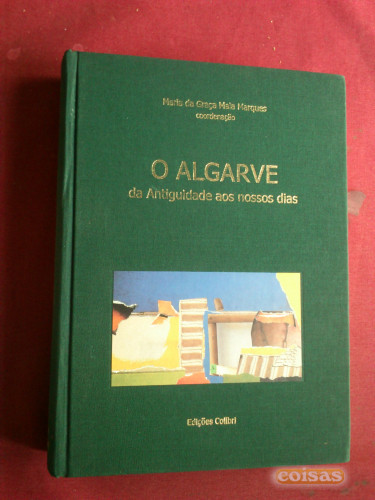 Maria da Graça Maia Marques
coordenação
O ALGARVE
da Antiguidade aos nossos dias
Edições Colibri
coisas